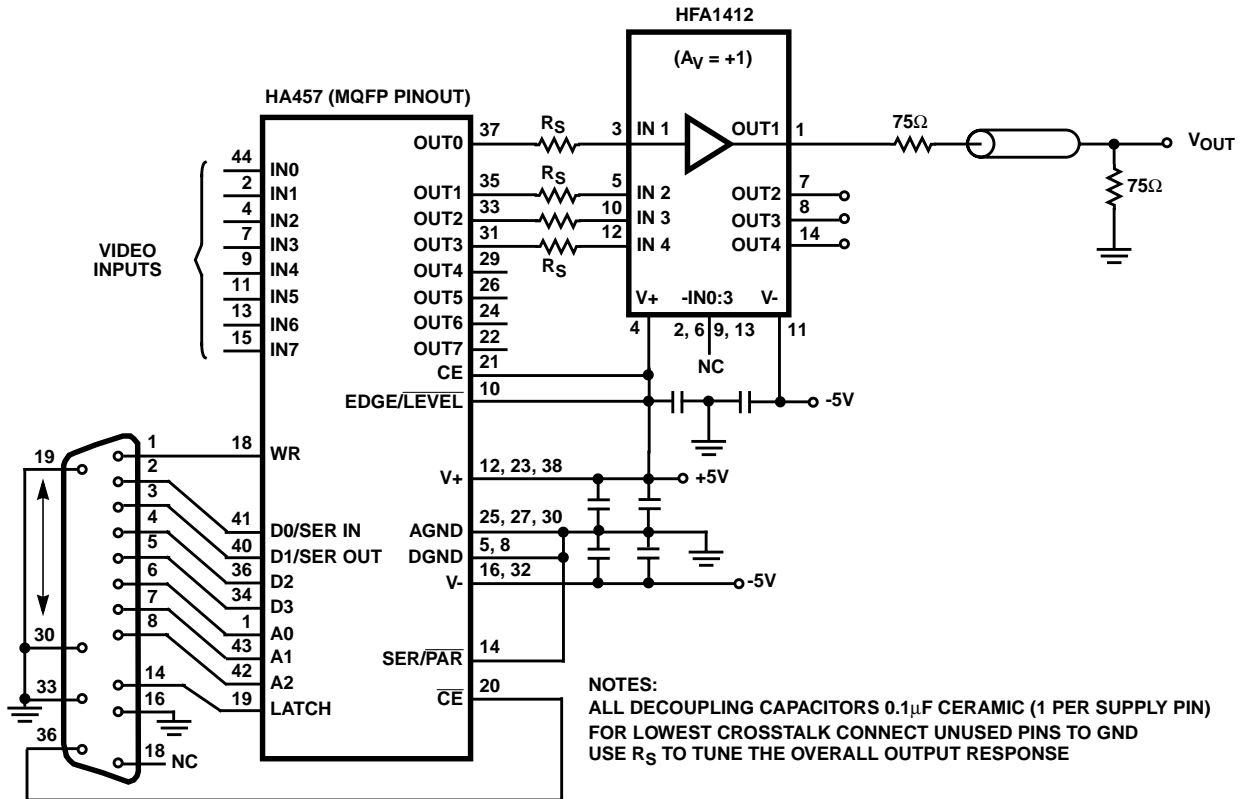 HFA1412
(AV = +1)
HA457 (MQFP PINOUT)
OUT0 37 RS 3 IN 1 OUT1 1 75Ω VOUT
75Ω
44 IN0
2 IN1
4 IN2
7 IN3
9 IN4
11 IN5
13 IN6
15 IN7
VIDEO
INPUTS
OUT1 35 RS 5 IN 2 OUT2 7
OUT2 33 10 IN 3 OUT3 8
OUT3 31 RS 12 IN 4 OUT4 14
OUT4 29
OUT5 26
OUT6 24
OUT7 22
CE 21
EDGE/LEVEL 10
V+ -IN0:3 V-
4 2, 6 9, 13 11
NC
-5V
V+ 12, 23, 38 +5V
AGND 25, 27, 30
DGND 5, 8
V- 16, 32 -5V
SER/PAR 14
CE 20
1 18 WR
19
2 41 D0/SER IN
3 40 D1/SER OUT
4 36 D2
5 34 D3
6 1 A0
7 43 A1
8 42 A2
30
14 19 LATCH
33
16
36
18 NC
NOTES:
ALL DECOUPLING CAPACITORS 0.1μF CERAMIC (1 PER SUPPLY PIN)
FOR LOWEST CROSSTALK CONNECT UNUSED PINS TO GND
USE RS TO TUNE THE OVERALL OUTPUT RESPONSE